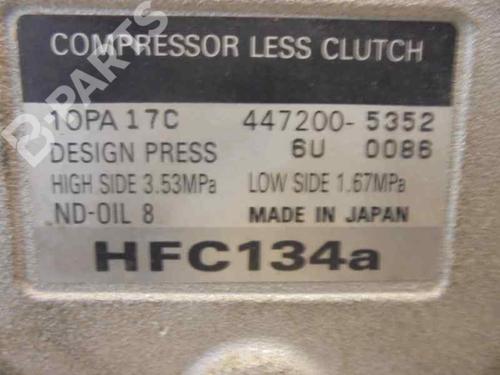 COMPRESSOR LESS CLUTCH
10PA 17C 447200-5352
DESIGN PRESS 6U 0086
HIGH SIDE 3.53MPa LOW SIDE 1.67MPa
ND-OIL 8 MADE IN JAPAN
HFC134a
B PARTS